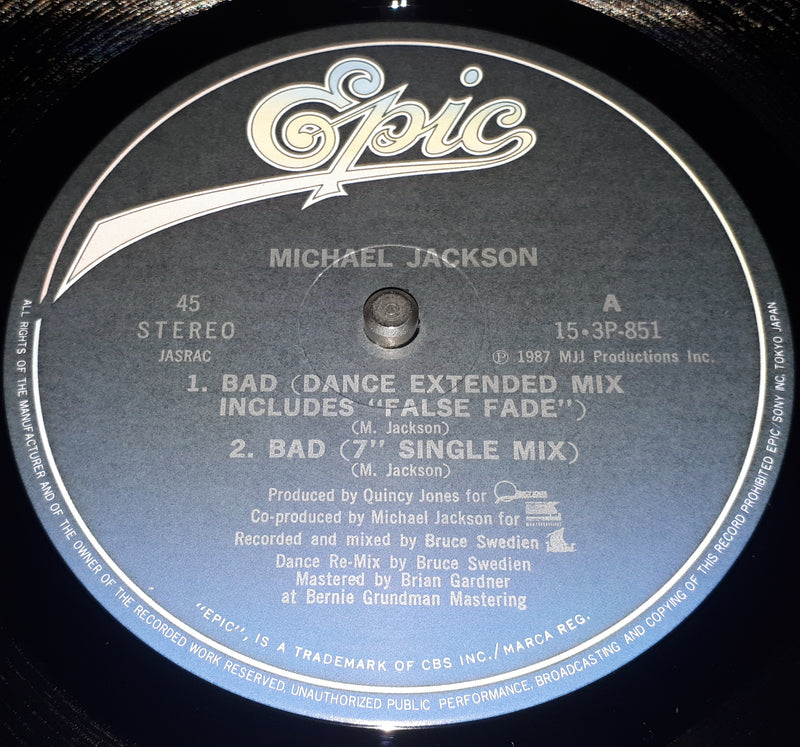 Epic
MICHAEL JACKSON
45
STEREO
JASRAC
A
15•3P-851
℗ 1987 MJJ Productions Inc.
1. BAD (DANCE EXTENDED MIX
INCLUDES “FALSE FADE”)
(M. Jackson)
2. BAD (7” SINGLE MIX)
(M. Jackson)
Produced by Quincy Jones for
Co-produced by Michael Jackson for
Recorded and mixed by Bruce Swedien
Dance Re-Mix by Bruce Swedien
Mastered by Brian Gardner
at Bernie Grundman Mastering
“EPIC”, IS A TRADEMARK OF CBS INC./MARCA REG.
ALL RIGHTS OF THE MANUFACTURER AND OF THE OWNER OF THE RECORDED WORK RESERVED, UNAUTHORIZED PUBLIC PERFORMANCE, BROADCASTING AND COPYING OF THIS RECORD PROHIBITED EPIC/SONY INC. TOKYO JAPAN